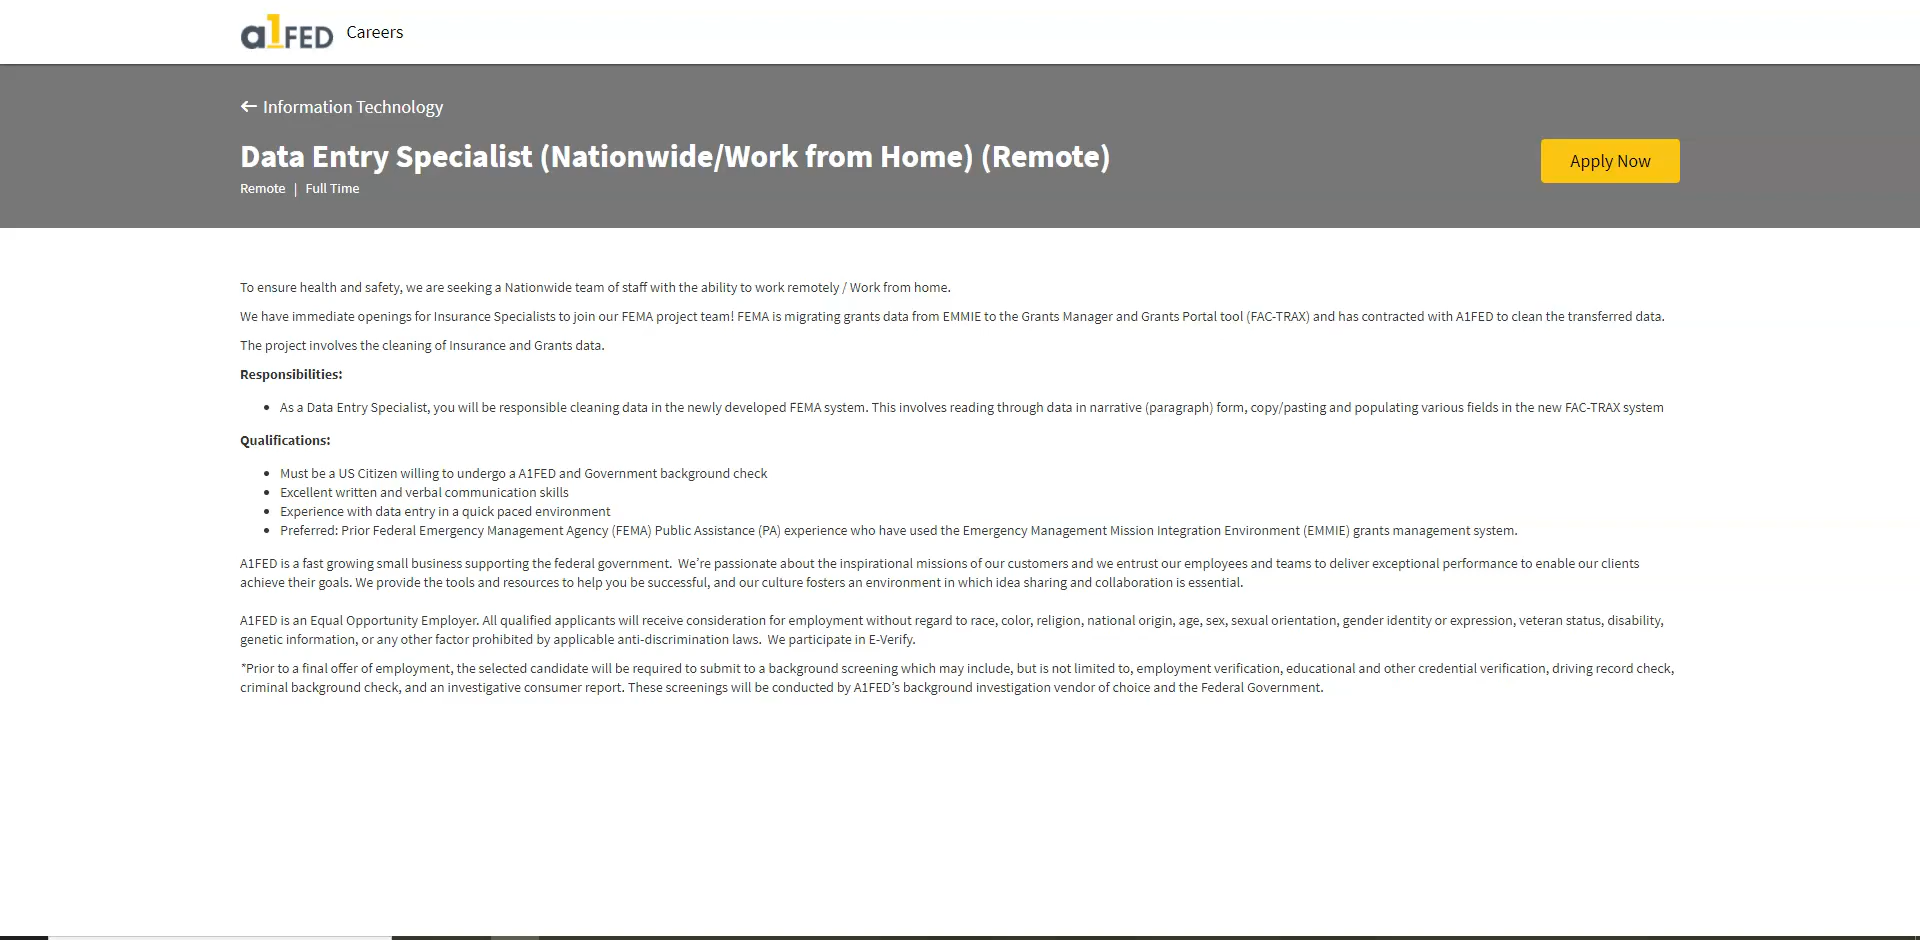 a1FED Careers
← Information Technology
Data Entry Specialist (Nationwide/Work from Home) (Remote)
Remote | Full Time
Apply Now
To ensure health and safety, we are seeking a Nationwide team of staff with the ability to work remotely / Work from home.
We have immediate openings for Insurance Specialists to join our FEMA project team! FEMA is migrating grants data from EMMIE to the Grants Manager and Grants Portal tool (FAC-TRAX) and has contracted with A1FED to clean the transferred data.
The project involves the cleaning of Insurance and Grants data.
Responsibilities:
• As a Data Entry Specialist, you will be responsible cleaning data in the newly developed FEMA system. This involves reading through data in narrative (paragraph) form, copy/pasting and populating various fields in the new FAC-TRAX system
Qualifications:
• Must be a US Citizen willing to undergo a A1FED and Government background check
• Excellent written and verbal communication skills
• Experience with data entry in a quick paced environment
• Preferred: Prior Federal Emergency Management Agency (FEMA) Public Assistance (PA) experience who have used the Emergency Management Mission Integration Environment (EMMIE) grants management system.
A1FED is a fast growing small business supporting the federal government.  We’re passionate about the inspirational missions of our customers and we entrust our employees and teams to deliver exceptional performance to enable our clients
achieve their goals. We provide the tools and resources to help you be successful, and our culture fosters an environment in which idea sharing and collaboration is essential.
A1FED is an Equal Opportunity Employer. All qualified applicants will receive consideration for employment without regard to race, color, religion, national origin, age, sex, sexual orientation, gender identity or expression, veteran status, disability,
genetic information, or any other factor prohibited by applicable anti-discrimination laws.  We participate in E-Verify.
*Prior to a final offer of employment, the selected candidate will be required to submit to a background screening which may include, but is not limited to, employment verification, educational and other credential verification, driving record check,
criminal background check, and an investigative consumer report. These screenings will be conducted by A1FED’s background investigation vendor of choice and the Federal Government.